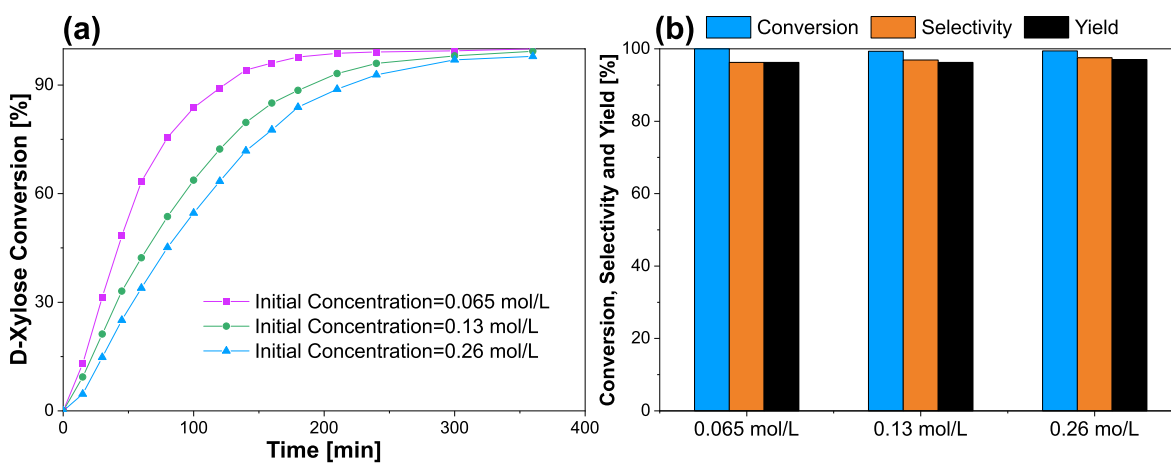 (a)
D-Xylose Conversion [%]
90
60
30
0
0 100 200 300 400
Time [min]
Initial Concentration=0.065 mol/L
Initial Concentration=0.13 mol/L
Initial Concentration=0.26 mol/L
(b)
Conversion Selectivity Yield
Conversion, Selectivity and Yield [%]
100
80
60
40
20
0
0.065 mol/L 0.13 mol/L 0.26 mo/L